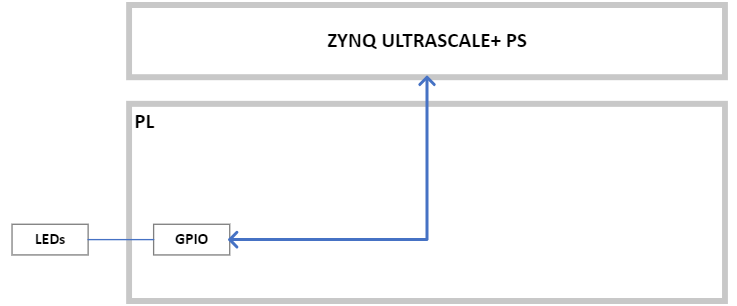 ZYNQ ULTRASCALE+ PS
PL
LEDs
GPIO